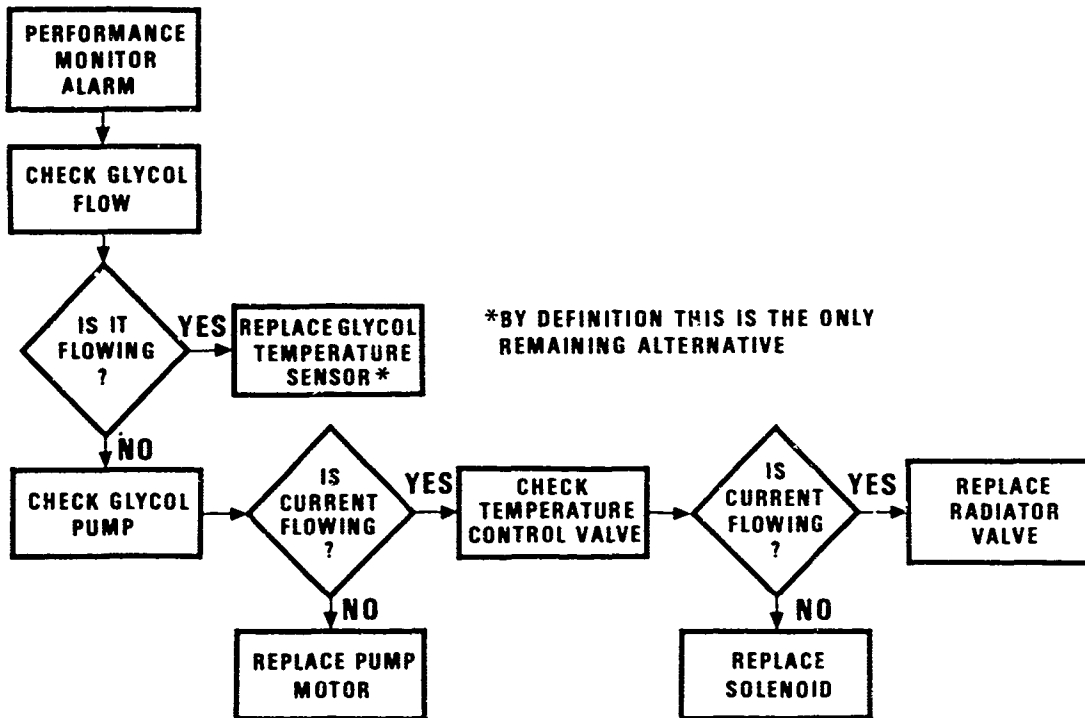 PERFORMANCE
MONITOR
ALARM
CHECK GLYCOL
FLOW
IS IT
FLOWING
?
YES
REPLACE GLYCOL
TEMPERATURE
SENSOR*
*BY DEFINITION THIS IS THE ONLY
REMAINING ALTERNATIVE
NO
CHECK GLYCOL
PUMP
IS
CURRENT
FLOWING
?
YES
CHECK
TEMPERATURE
CONTROL VALVE
IS
CURRENT
FLOWING
?
YES
REPLACE
RADIATOR
VALVE
NO
REPLACE PUMP
MOTOR
NO
REPLACE
SOLENOID